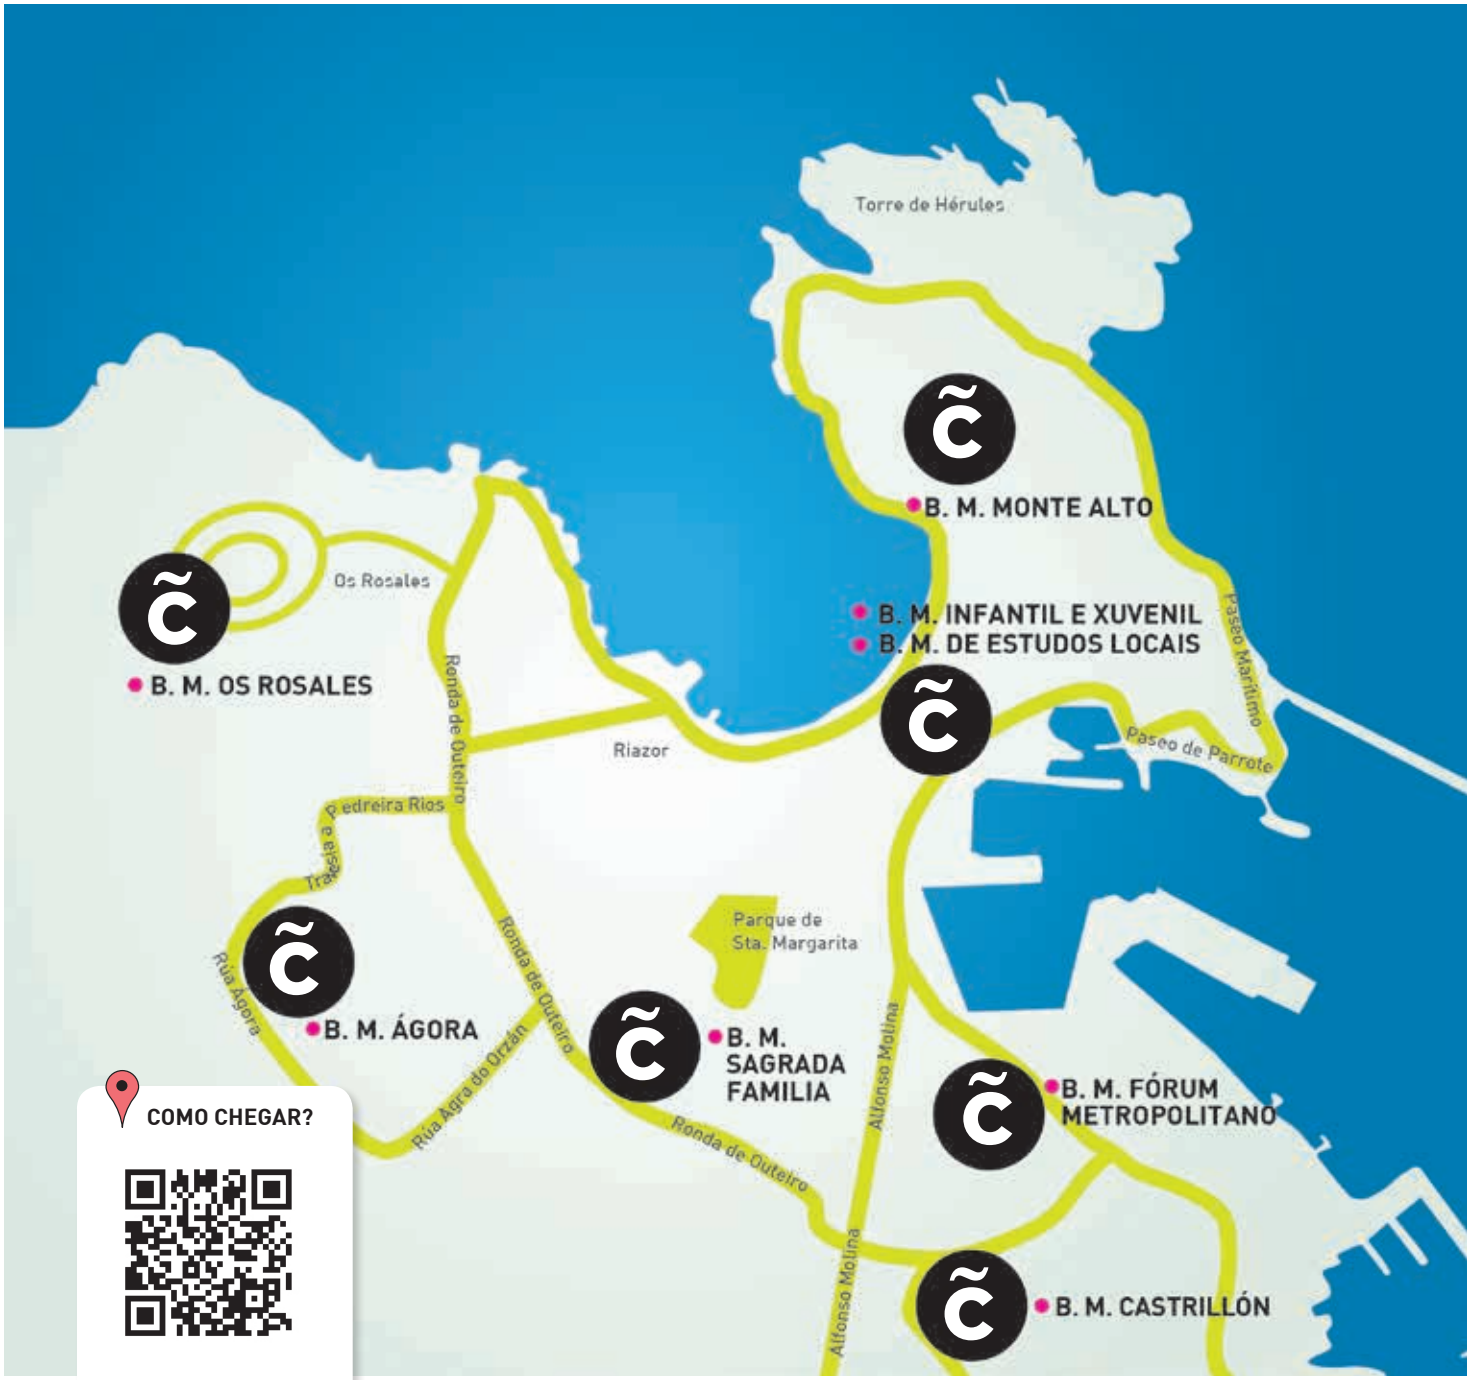 Torre de Hérules
B. M. MONTE ALTO
Os Rosales
B. M. INFANTIL E XUVENIL
B. M. DE ESTUDOS LOCAIS
Paseo Marítimo
B. M. OS ROSALES
Ronda de Outeiro
Riazor
Paseo de Parrote
Pedreira Rios
Trav
Parque de
Sta. Margarita
Rúa Ágora
Ronda de Outeiro
B. M. ÁGORA
Rúa Agra do Orzán
B. M.
SAGRADA
FAMILIA
Alfonso Molina
B. M. FÓRUM
METROPOLITANO
Ronda de Outeiro
COMO CHEGAR?
Alfonso Molina
B. M. CASTRILLÓN
c̃
c̃
c̃
c̃
c̃
c̃
c̃